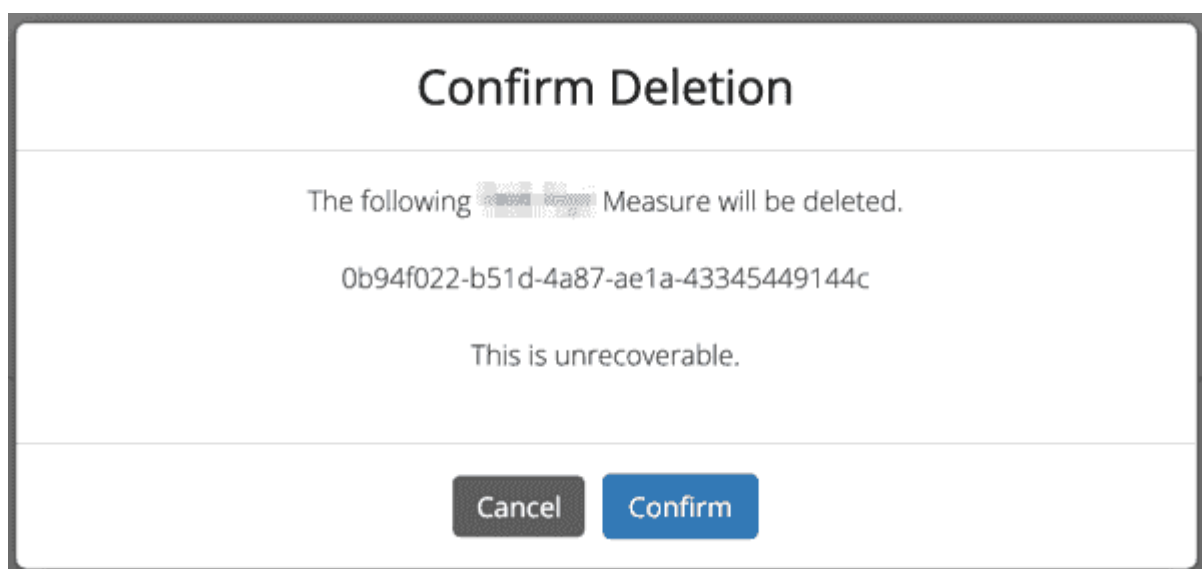 Confirm Deletion
The following Measure will be deleted.
0b94f022-b51d-4a87-ae1a-43345449144c
This is unrecoverable.
Cancel
Confirm